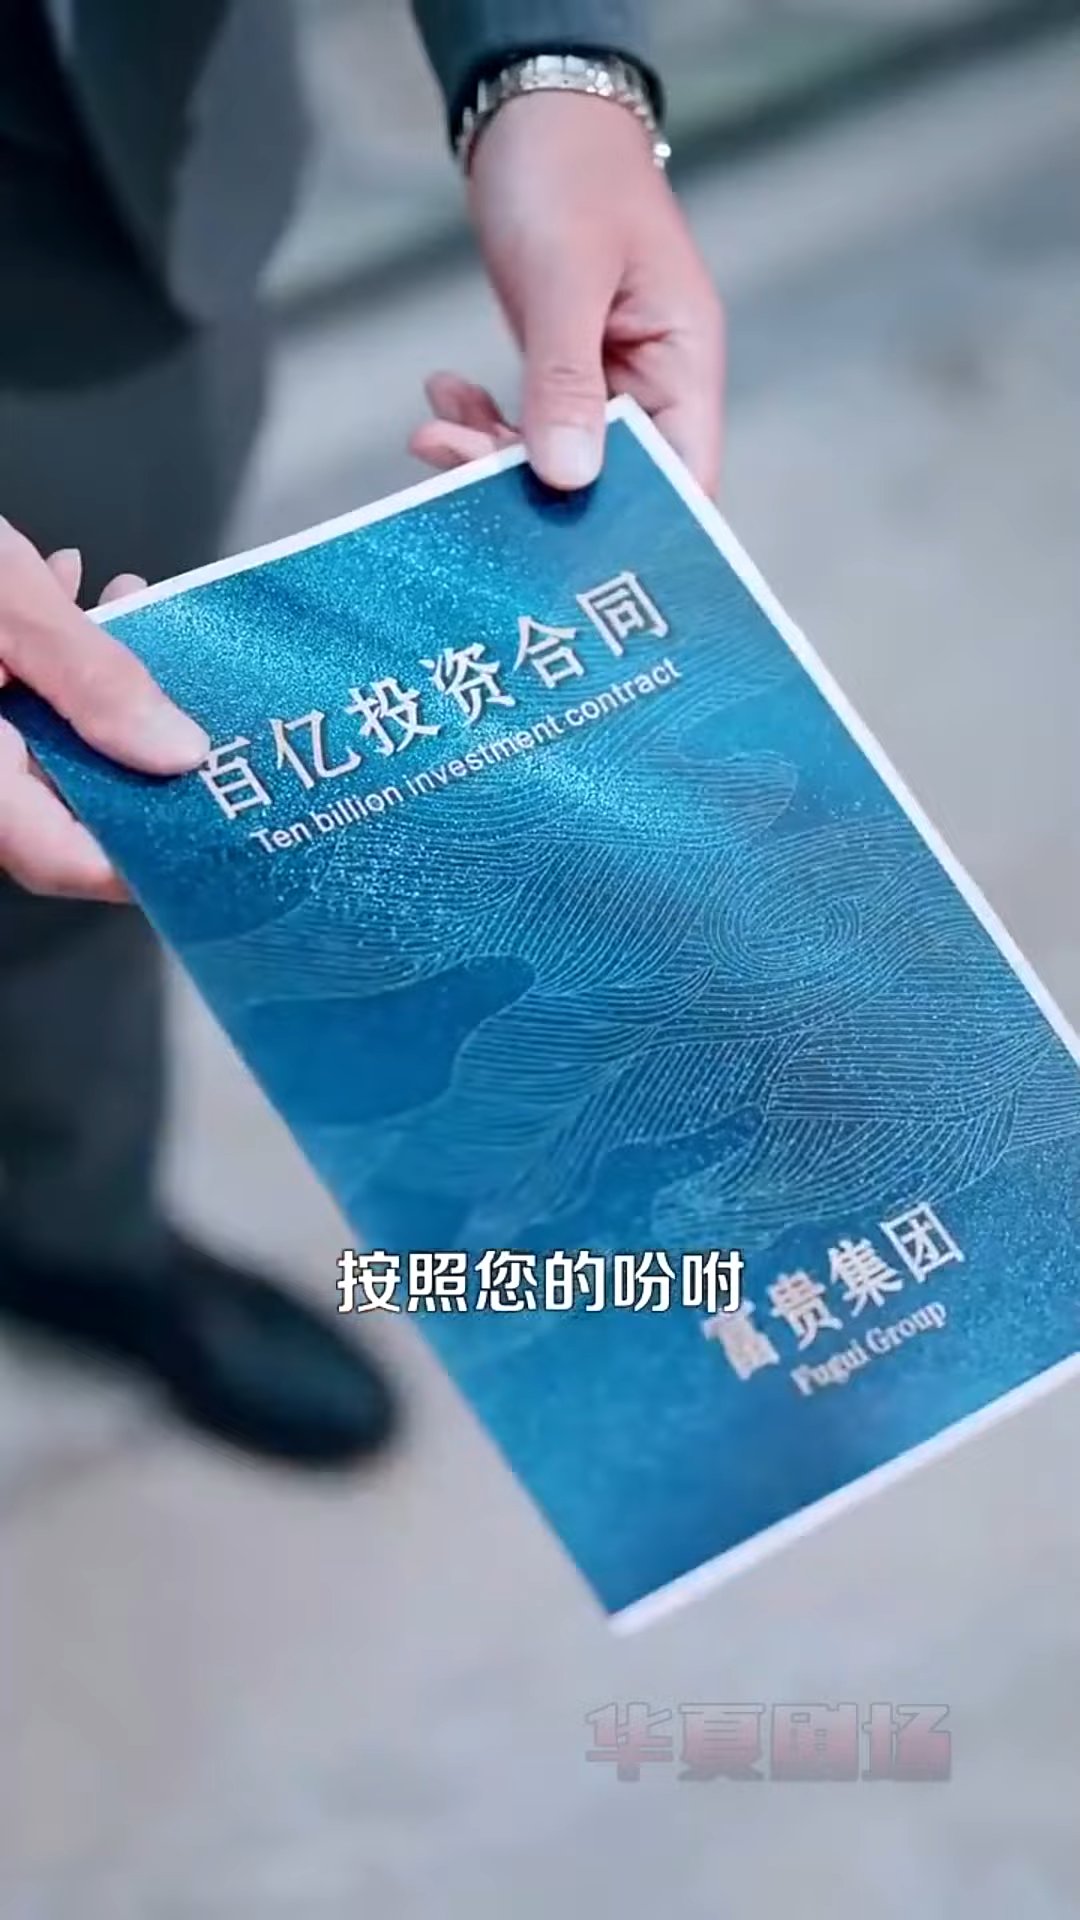 百亿投资合同
Ten billion investment contract
按照您的吩咐
富贵集团
Fugui Group
华夏剧场